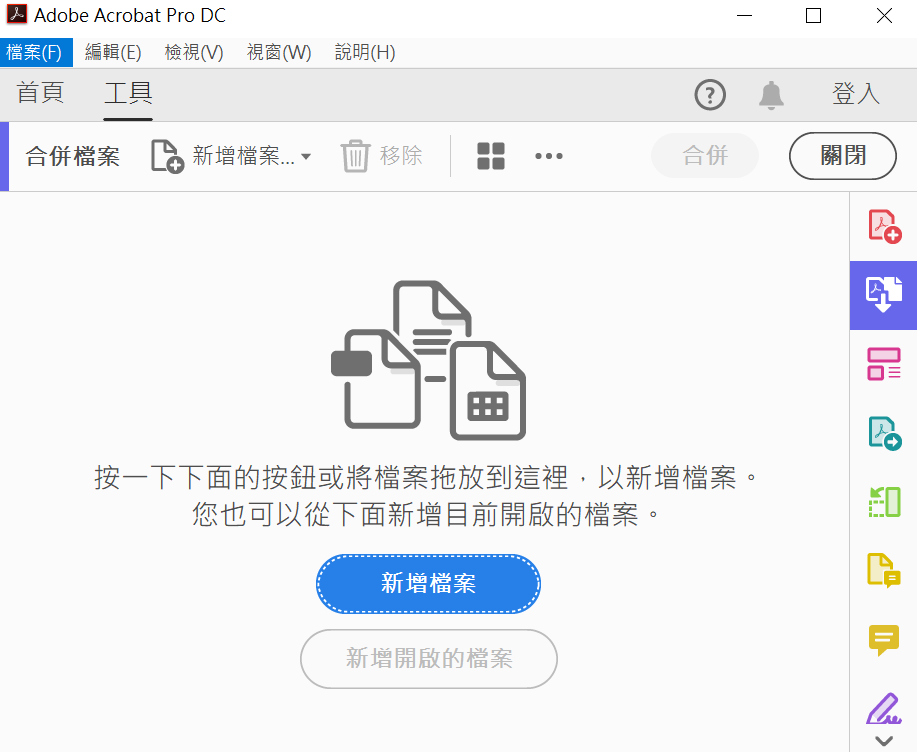 Adobe Acrobat Pro DC
檔案(F) 編輯(E) 檢視(V) 視窗(W) 說明(H)
首頁 工具 ? 登入
合併檔案 新增檔案... 移除 合併 關閉
按一下下面的按鈕或將檔案拖放到這裡，以新增檔案。
您也可以從下面新增目前開啟的檔案。
新增檔案
新增開啟的檔案